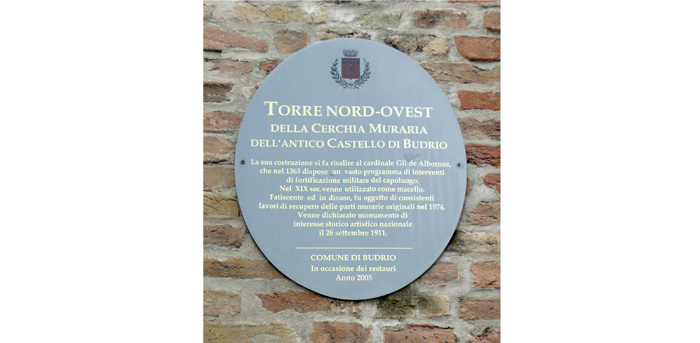 TORRE NORD-OVEST
DELLA CERCHIA MURARIA
DELL'ANTICO CASTELLO DI BUDRIO
La sua costruzione si fa risalire al cardinale Gil de Albornoz,
che nel 1363 dispose un vasto programma di interventi
di fortificazione militare del capoluogo.
Nel XIX sec.venne utilizzato come macello.
Fatiscente ed in disuso, fu oggetto di consistenti
lavori di recupero delle parti murarie originali nel 1974.
Venne dichiarato monumento di
interesse storico artistico nazionale
il 26 settembre 1911.
COMUNE DI BUDRIO
In occasione dei restauri
Anno 2005